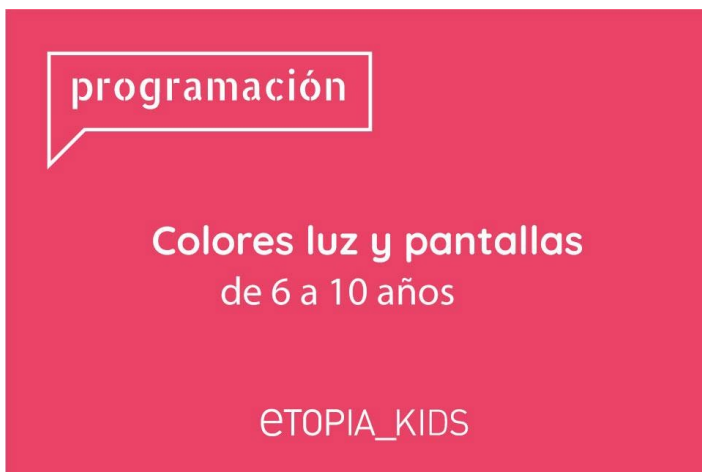 programación
Colores luz y pantallas
de 6 a 10 años
eTOPIA_KIDS